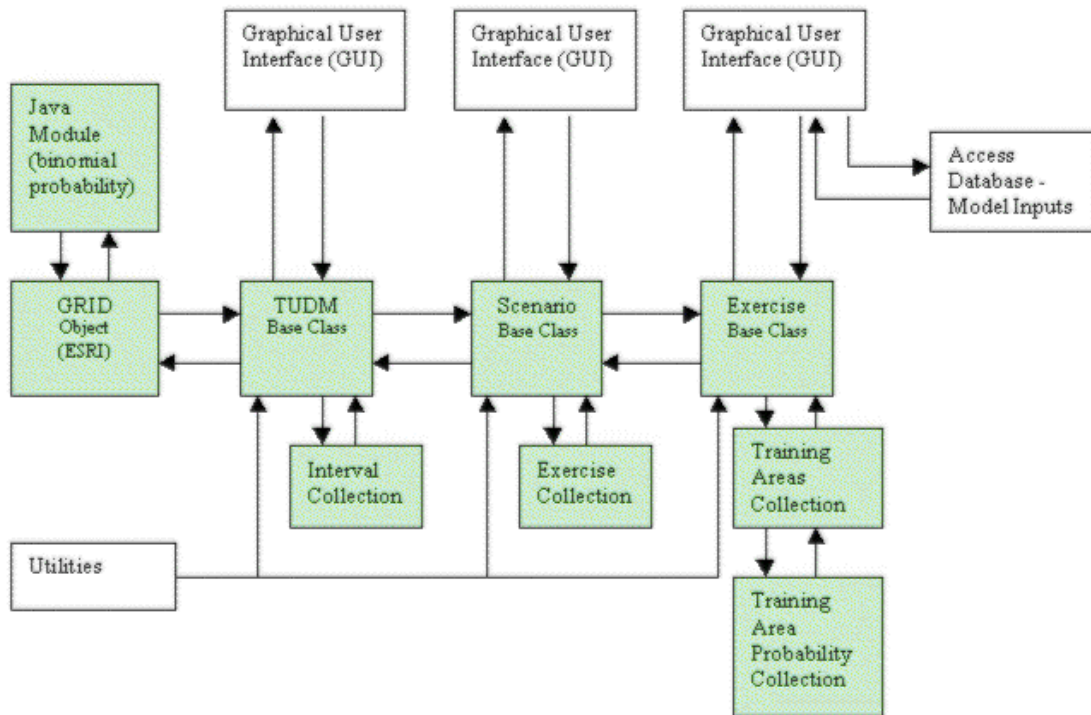 Graphical User
Interface (GUI)
Graphical User
Interface (GUI)
Graphical User
Interface (GUI)
Java
Module
(binomial
probability)
Access
Database -
Model Inputs
GRID
Object
(ESRI)
TUDM
Base Class
Scenario
Base Class
Exercise
Base Class
Interval
Collection
Exercise
Collection
Training
Areas
Collection
Utilities
Training
Area
Probability
Collection